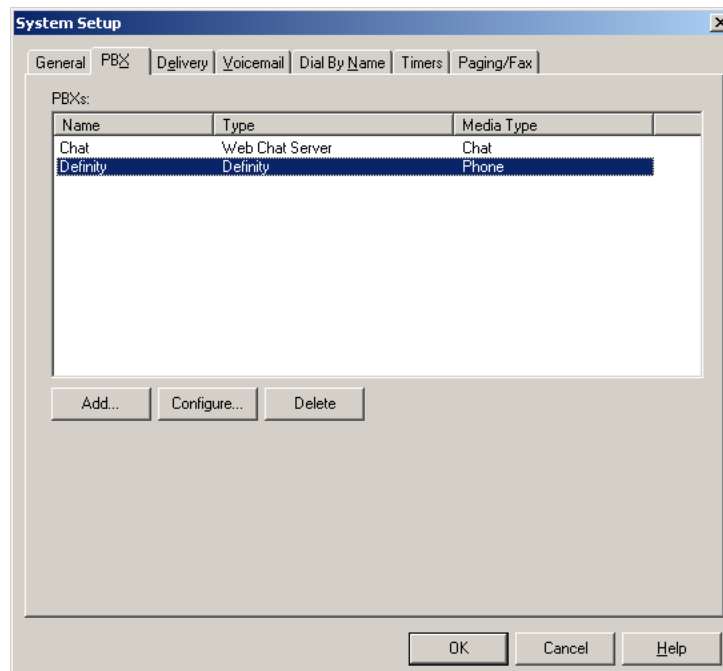 System Setup
General PBX Delivery Voicemail Dial By Name Timers Paging/Fax
PBXs:
Name Type Media Type
Chat Web Chat Server Chat
Definity Definity Phone
Add... Configure... Delete
OK Cancel Help